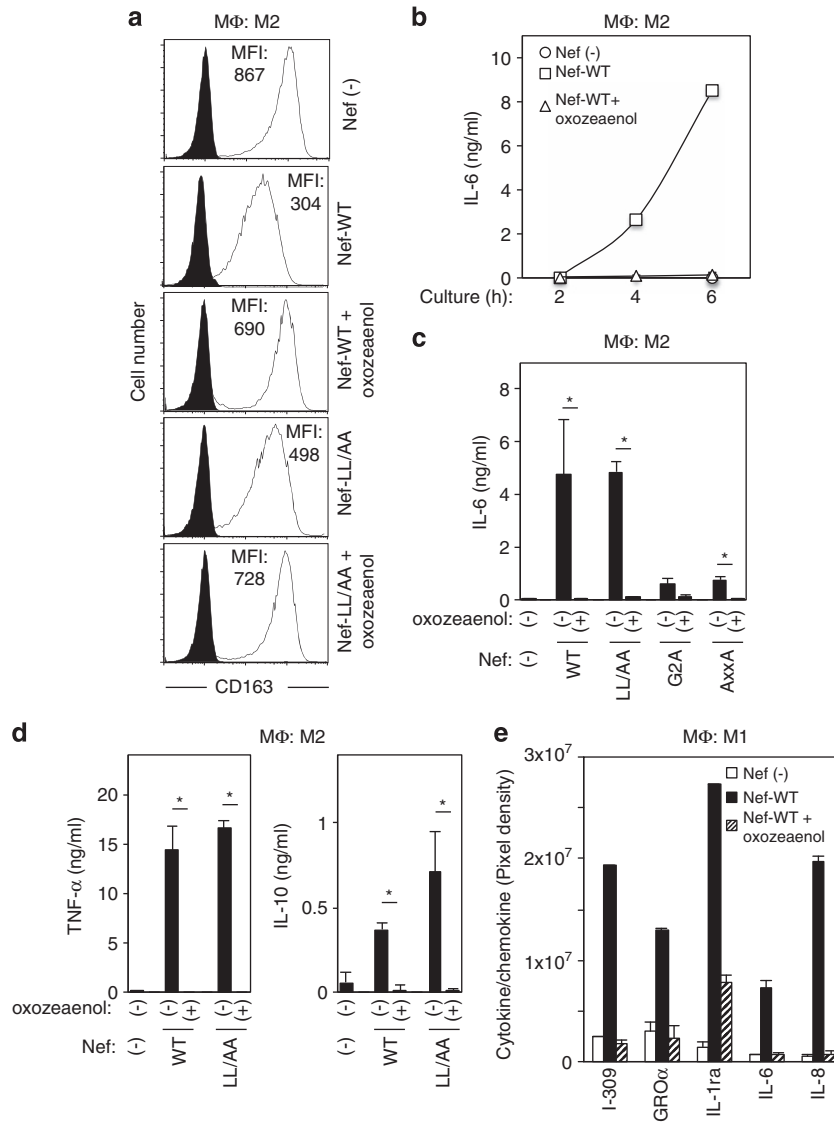 a
MΦ: M2
MFI:
867
Nef (-)
MFI:
304
Nef-WT
MFI:
690
Nef-WT +
oxozeaenol
MFI:
498
Nef-LL/AA
MFI:
728
Nef-LL/AA +
oxozeaenol
Cell number
CD163
b
MΦ: M2
Nef (-)
Nef-WT
Nef-WT+
oxozeaenol
IL-6 (ng/ml)
10
8
6
4
2
0
Culture (h): 2 4 6
c
MΦ: M2
IL-6 (ng/ml)
8
6
4
2
0
* * *
oxozeaenol: (-) (-) (+) (-) (+) (-) (+) (-) (+)
Nef: (-) WT LL/AA G2A AxxA
d
MΦ: M2
TNF-α (ng/ml)
20
15
10
5
0
* *
IL-10 (ng/ml)
1
0.5
0
* *
oxozeaenol: (-) (-) (+) (-) (+) (-) (-) (+) (-) (+)
Nef: (-) WT LL/AA (-) WT LL/AA
e
MΦ: M1
Cytokine/chemokine (Pixel density)
3x10⁷
2x10⁷
1x10⁷
0
Nef (-)
Nef-WT
Nef-WT +
oxozeaenol
I-309 GROα IL-1ra IL-6 IL-8